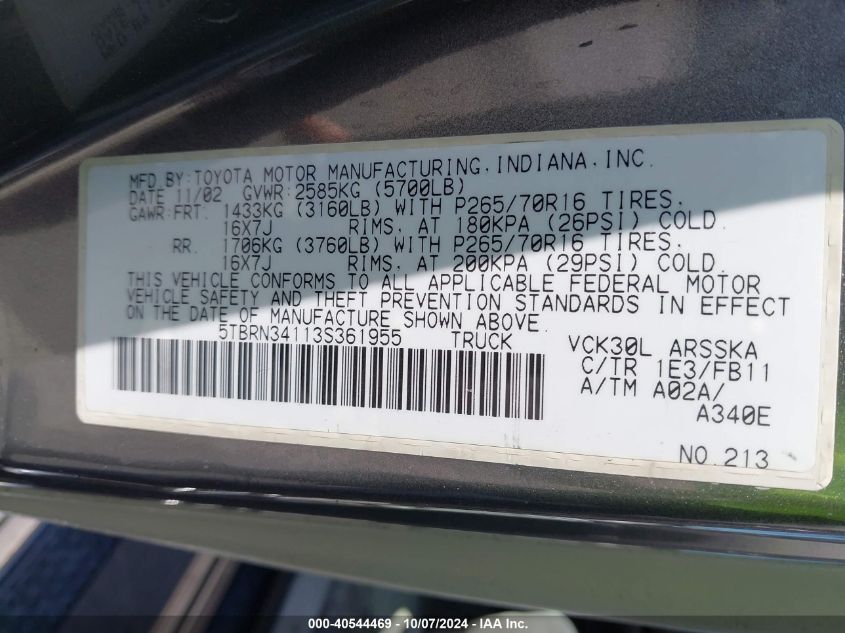 MFD.BY:TOYOTA MOTOR MANUFACTURING,INDIANA,INC.
DATE 11/02 GVWR:2585KG (5700LB)
GAWR:FRT. 1433KG (3160LB) WITH P265/70R16 TIRES.
16X7J RIMS. AT 180KPA (26PSI) COLD.
RR. 1706KG (3760LB) WITH P265/70R16 TIRES.
16X7J RIMS. AT 200KPA (29PSI) COLD.
THIS VEHICLE CONFORMS TO ALL APPLICABLE FEDERAL MOTOR
VEHICLE SAFETY AND THEFT PREVENTION STANDARDS IN EFFECT
ON THE DATE OF MANUFACTURE SHOWN ABOVE.
5TBRN34113S361955 TRUCK
VCK30L ARSSKA
C/TR 1E3/FB11
A/TM A02A/
A340E
NO.213
000-40544469 - 10/07/2024 - IAA, Inc.